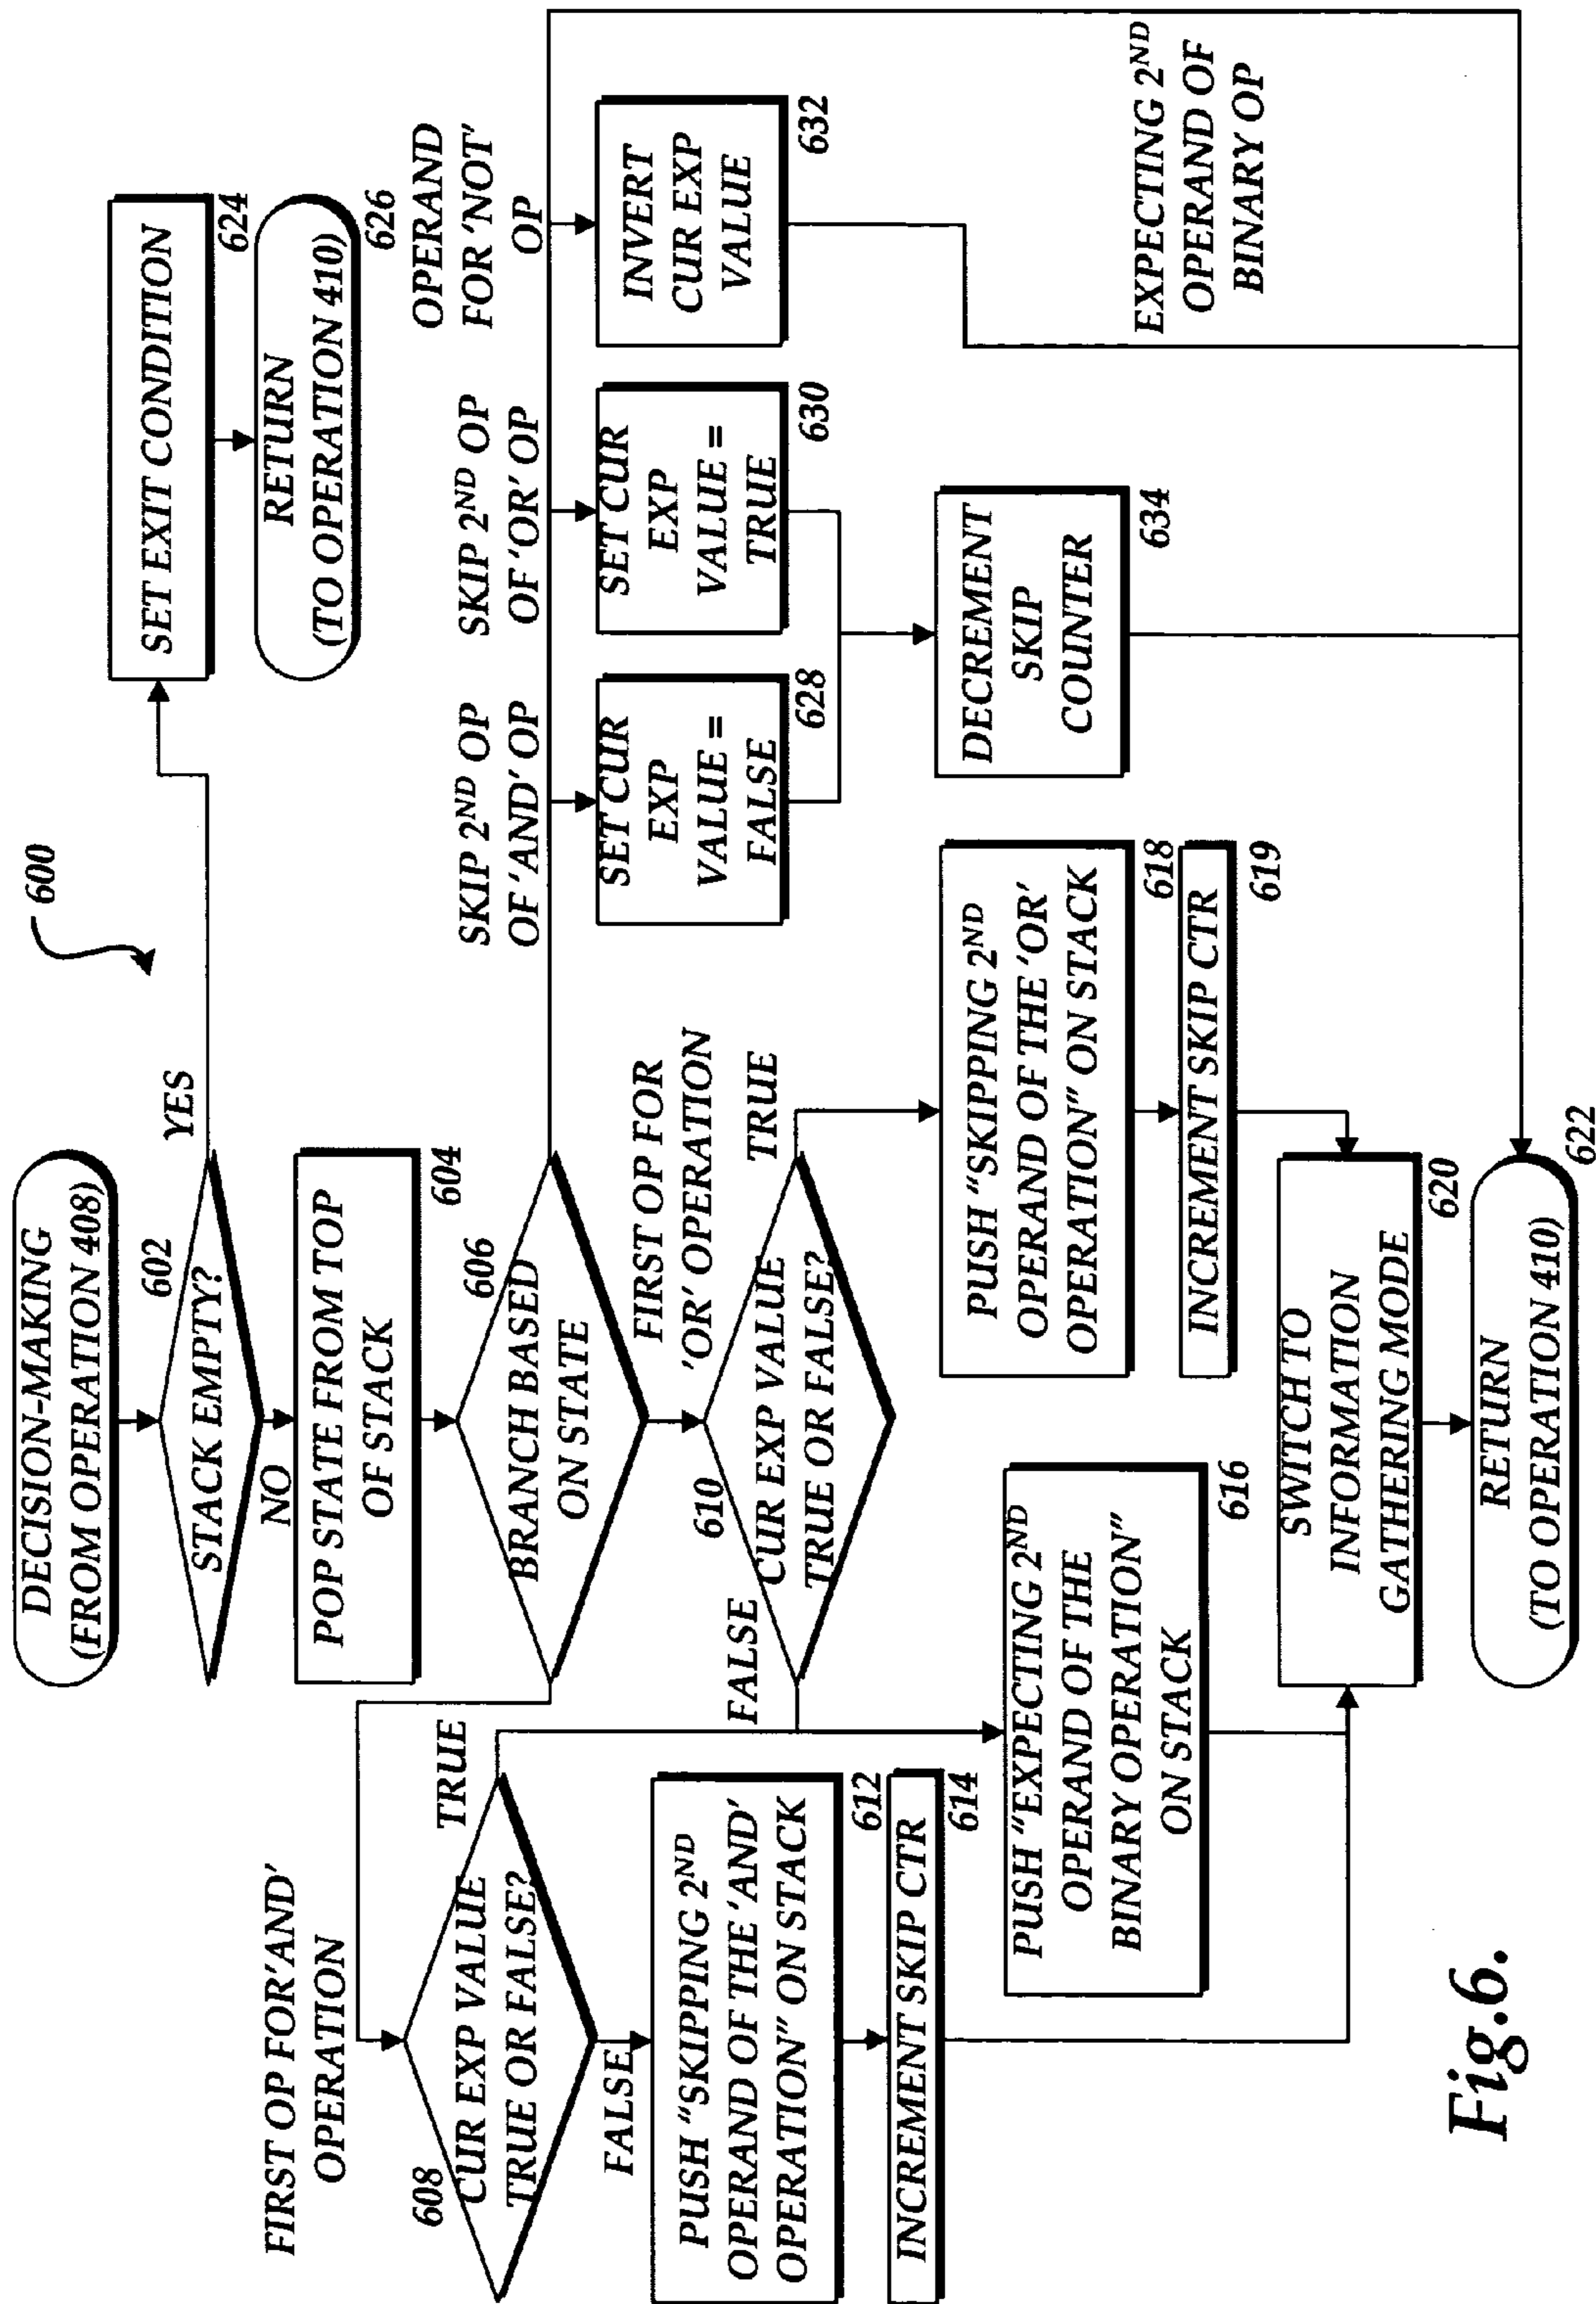 600
DECISION-MAKING
(FROM OPERATION 408)
602
STACK EMPTY?
YES
NO
SET EXIT CONDITION
624
RETURN
(TO OPERATION 410)
626
POP STATE FROM TOP
OF STACK
604
606
BRANCH BASED
ON STATE
FIRST OP FOR'AND'
OPERATION
FIRST OP FOR
'OR' OPERATION
SKIP 2ND OP
OF 'AND' OP
SKIP 2ND OP
OF 'OR' OP
OPERAND
FOR 'NOT'
OP
608
CUR EXP VALUE
TRUE OR FALSE?
TRUE
FALSE
610
CUR EXP VALUE
TRUE OR FALSE?
FALSE
TRUE
SET CUR
EXP
VALUE =
FALSE
628
SET CUR
EXP
VALUE =
TRUE
630
INVERT
CUR EXP
VALUE
632
PUSH "SKIPPING 2ND
OPERAND OF THE 'AND'
OPERATION" ON STACK
612
INCREMENT SKIP CTR
614
PUSH "EXPECTING 2ND
OPERAND OF THE
BINARY OPERATION"
ON STACK
616
PUSH "SKIPPING 2ND
OPERAND OF THE 'OR'
OPERATION" ON STACK
618
INCREMENT SKIP CTR
619
DECREMENT
SKIP
COUNTER
634
EXPECTING 2ND
OPERAND OF
BINARY OP
SWITCH TO
INFORMATION
GATHERING MODE
620
RETURN
(TO OPERATION 410)
622
Fig.6.